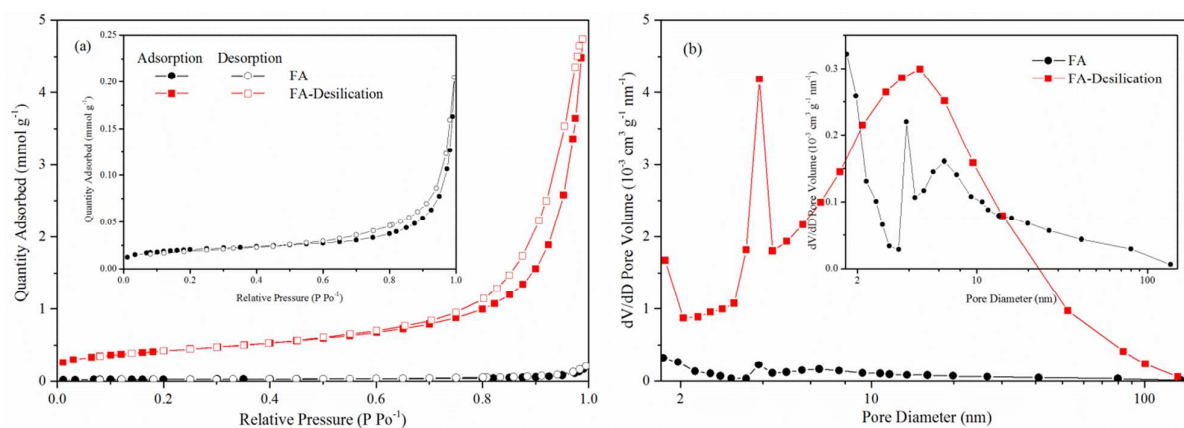 (a)
Adsorption Desorption
FA
FA-Desilication
Quantity Adsorbed (mmol g-1)
0.25
0.20
0.15
0.10
0.05
0.00
0.0 0.2 0.4 0.6 0.8 1.0
Relative Pressure (P Po-1)
Quantity Adsorbed (mmol g-1)
5
4
3
2
1
0
0.0 0.2 0.4 0.6 0.8 1.0
Relative Pressure (P Po-1)
(b)
FA
FA-Desilication
dV/dD Pore Volume (10-3 cm3 g-1 nm)
0.3
0.2
0.1
0.0
2 10 100
Pore Diameter (nm)
dV/dD Pore Volume (10-3 cm3 g-1 nm-1)
5
4
3
2
1
0
2 10 100
Pore Diameter (nm)